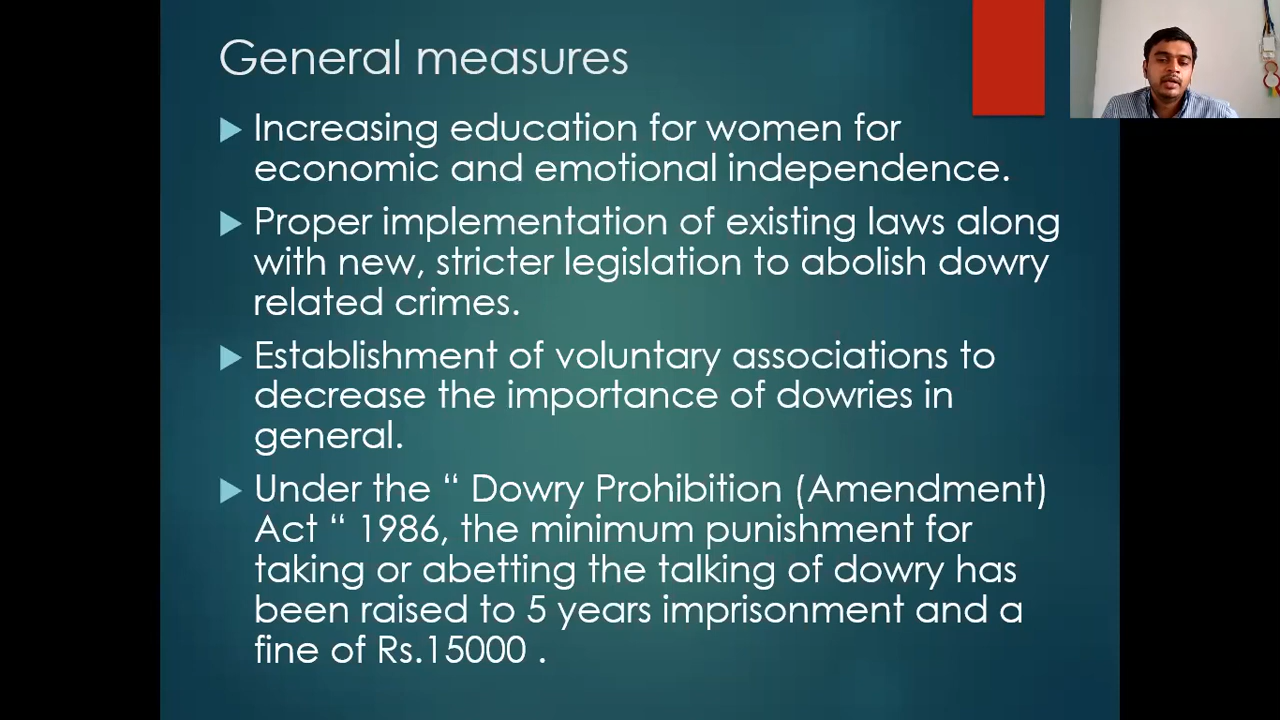 General measures
Increasing education for women for
economic and emotional independence.
Proper implementation of existing laws along
with new, stricter legislation to abolish dowry
related crimes.
Establishment of voluntary associations to
decrease the importance of dowries in
general.
Under the “ Dowry Prohibition (Amendment)
Act “ 1986, the minimum punishment for
taking or abetting the talking of dowry has
been raised to 5 years imprisonment and a
fine of Rs.15000 .